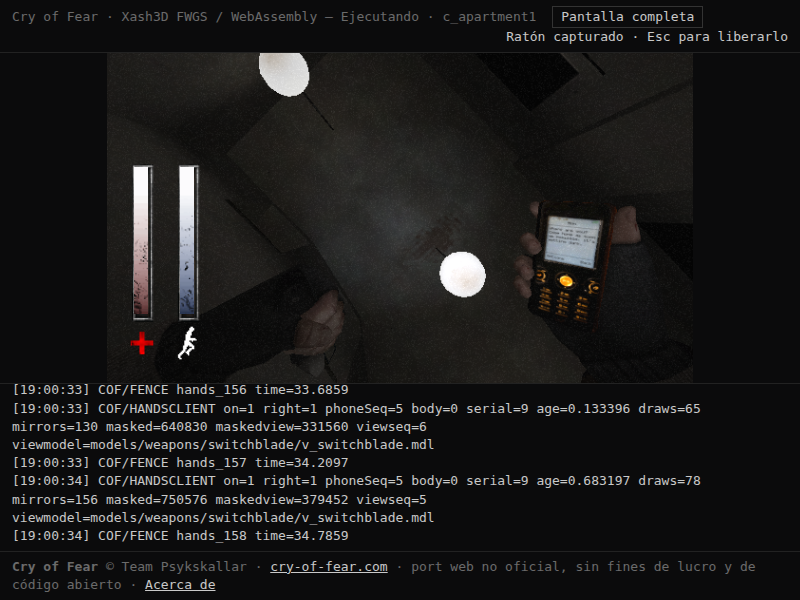 Cry of Fear · Xash3D FWGS / WebAssembly — Ejecutando · c_apartment1 Pantalla completa
Ratón capturado · Esc para liberarlo
[19:00:33] COF/FENCE hands_156 time=33.6859
[19:00:33] COF/HANDSCLIENT on=1 right=1 phoneSeq=5 body=0 serial=9 age=0.133396 draws=65
mirrors=130 masked=640830 maskedview=331560 viewseq=6
viewmodel=models/weapons/switchblade/v_switchblade.mdl
[19:00:33] COF/FENCE hands_157 time=34.2097
[19:00:34] COF/HANDSCLIENT on=1 right=1 phoneSeq=5 body=0 serial=9 age=0.683197 draws=78
mirrors=156 masked=750576 maskedview=379452 viewseq=5
viewmodel=models/weapons/switchblade/v_switchblade.mdl
[19:00:34] COF/FENCE hands_158 time=34.7859
Cry of Fear © Team Psykskallar · cry-of-fear.com · port web no oficial, sin fines de lucro y de
código abierto · Acerca de